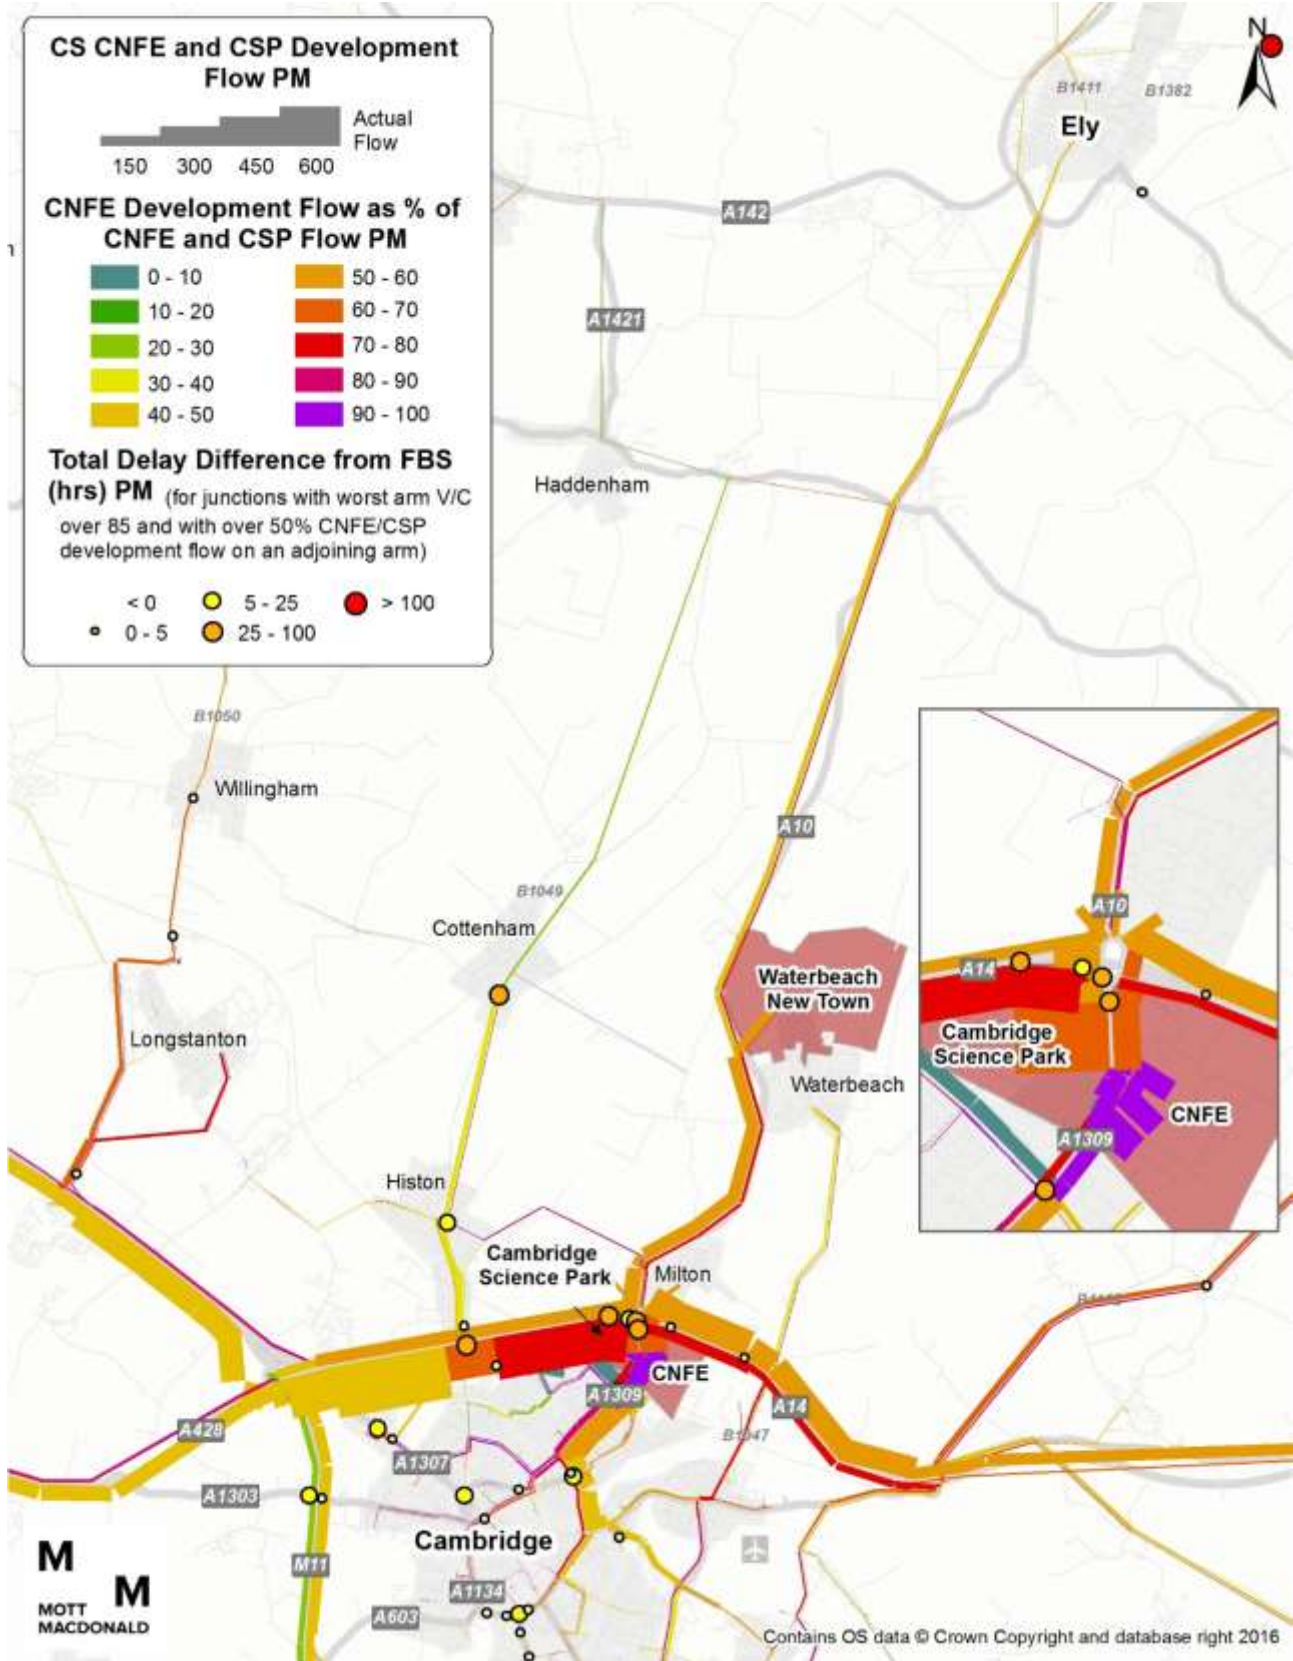 CS CNFE and CSP Development
Flow PM
Actual
Flow
150 300 450 600
CNFE Development Flow as % of
CNFE and CSP Flow PM
0 - 10 50 - 60
10 - 20 60 - 70
20 - 30 70 - 80
30 - 40 80 - 90
40 - 50 90 - 100
Total Delay Difference from FBS
(hrs) PM (for junctions with worst arm V/C
over 85 and with over 50% CNFE/CSP
development flow on an adjoining arm)
< 0 5 - 25 > 100
0 - 5 25 - 100
N
B1411 B1382
Ely
A142
A1421
Haddenham
B1050
Willingham
A10
B1049
Cottenham
Waterbeach
New Town
Longstanton
Waterbeach
A10
A14
Cambridge
Science Park
CNFE
A1309
Histon
Cambridge
Science Park
Milton
CNFE
A1309
A14
A428
B1047
A1307
A1303
Cambridge
M11
A1134
A603
M
M
MOTT
MACDONALD
Contains OS data © Crown Copyright and database right 2016